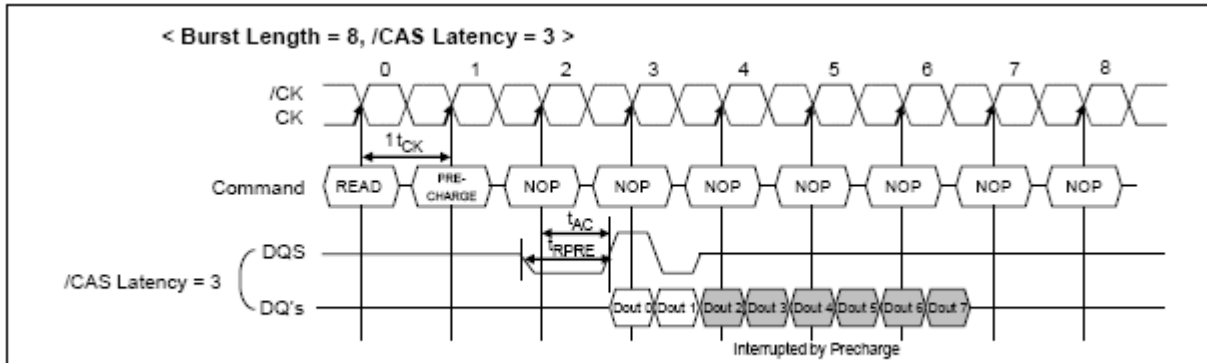 < Burst Length = 8, /CAS Latency = 3 >
0 1 2 3 4 5 6 7 8
/CK
CK
1 tCK
Command READ PRE-CHARGE NOP NOP NOP NOP NOP NOP NOP
tAC
DQS tRPRE
/CAS Latency = 3
DQ's Dout 0 Dout 1 Dout 2 Dout 3 Dout 4 Dout 5 Dout 6 Dout 7
Interrupted by Precharge